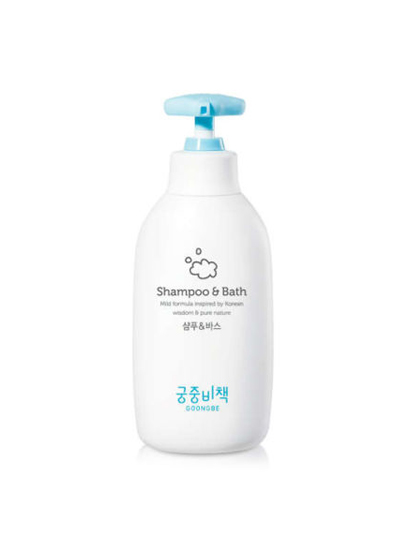 Shampoo & Bath
Mild formula inspired by Korean
wisdom & pure nature
샴푸&바스
궁중비책
GOONGBE